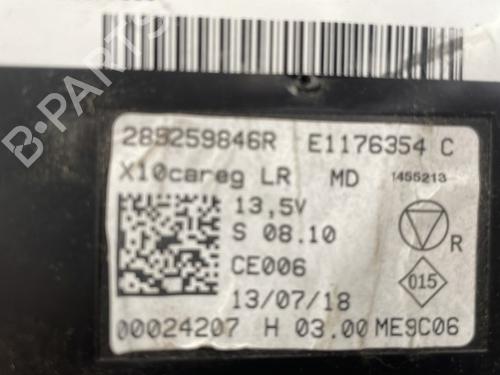 B-PARTS
285259846R E1176354 C
X10careg LR MD 1455213
13,5V
S 08.10
R
CE006
015
13/07/18
00024207 H 03.00 ME9C06